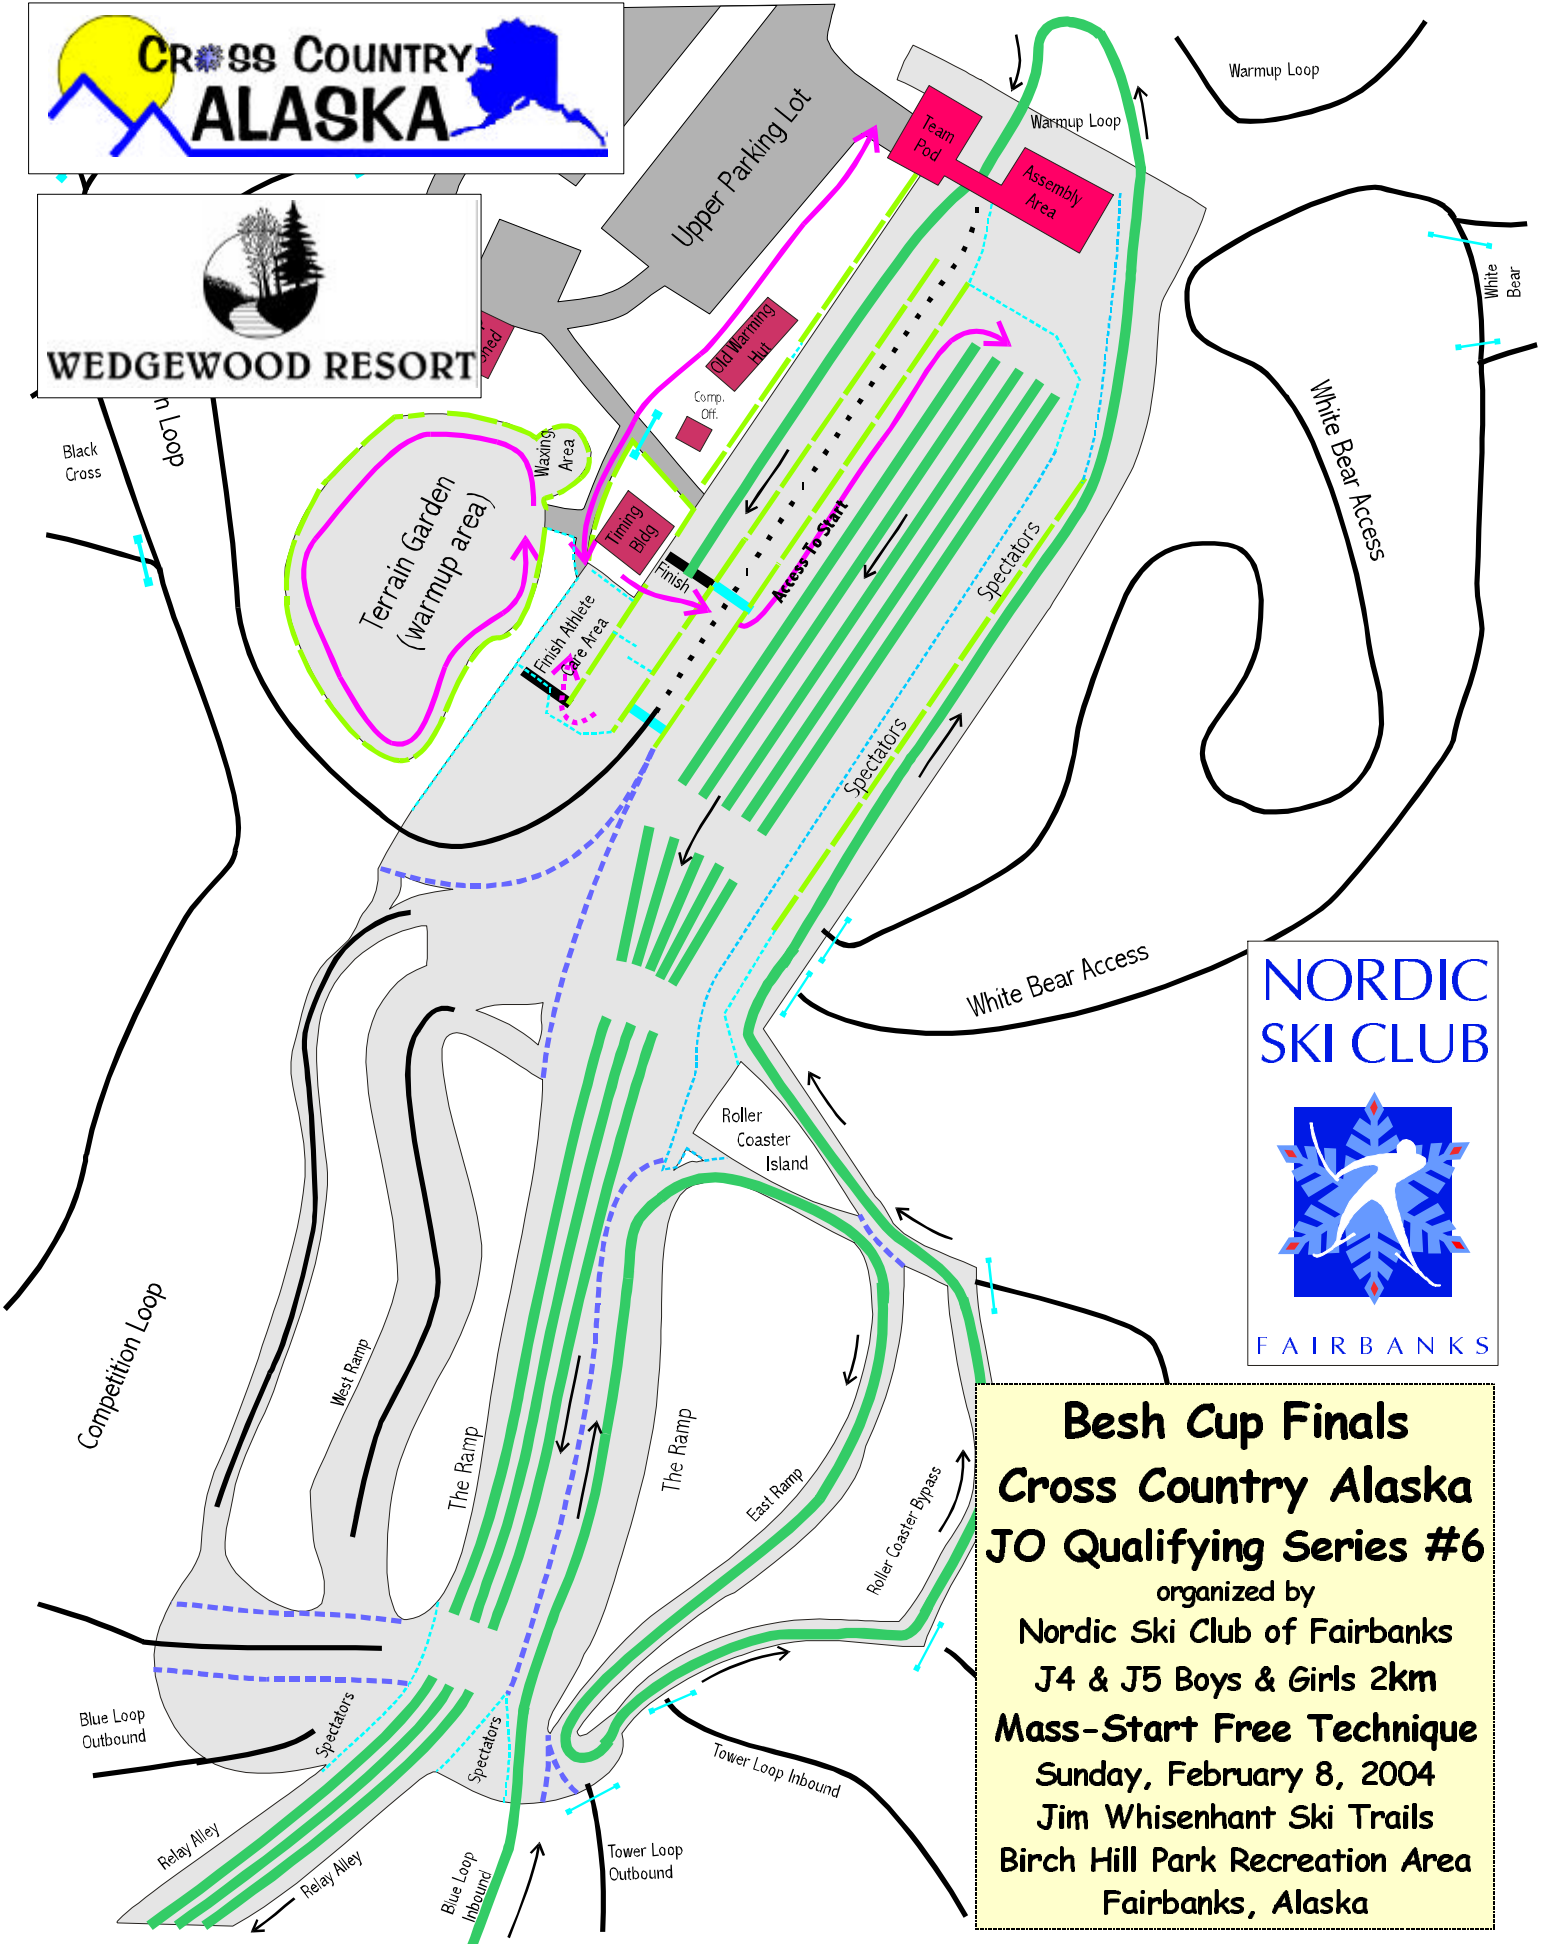 CROSS COUNTRY
ALASKA
WEDGEWOOD RESORT
Upper Parking Lot
Team
Pod
Assembly
Area
Warmup Loop
Warmup Loop
White
Bear
White Bear Access
White Bear Access
Old Warming
Hut
Comp.
Off.
Timing
Bldg
Finish
Finish Athlete
Care Area
Access To Start
Waxing
Area
Terrain Garden
(warmup area)
Black
Cross
n Loop
Spectators
Spectators
Roller
Coaster
Island
Competition Loop
West Ramp
The Ramp
The Ramp
East Ramp
Roller Coaster Bypass
Blue Loop
Outbound
Spectators
Spectators
Relay Alley
Relay Alley
Blue Loop
Inbound
Tower Loop
Outbound
Tower Loop Inbound
NORDIC
SKI CLUB
FAIRBANKS
Besh Cup Finals
Cross Country Alaska
JO Qualifying Series #6
organized by
Nordic Ski Club of Fairbanks
J4 & J5 Boys & Girls 2km
Mass-Start Free Technique
Sunday, February 8, 2004
Jim Whisenhant Ski Trails
Birch Hill Park Recreation Area
Fairbanks, Alaska